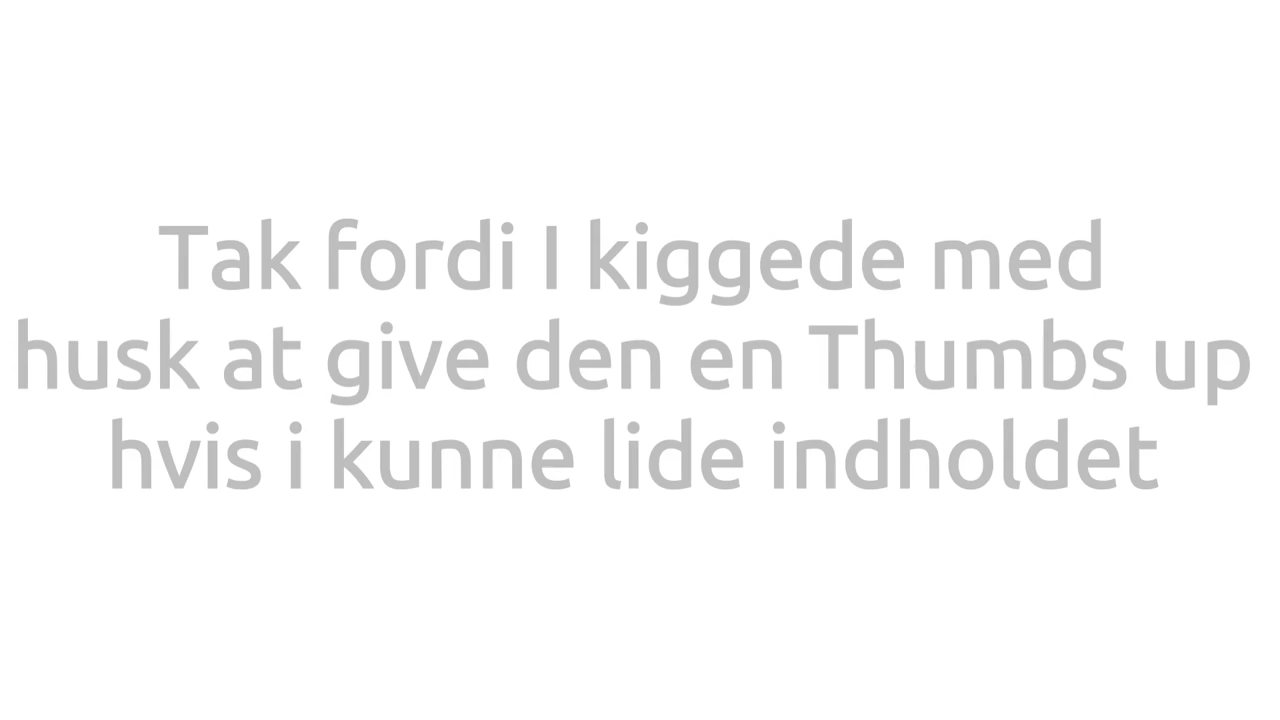 Tak fordi I kiggede med
husk at give den en Thumbs up
hvis i kunne lide indholdet